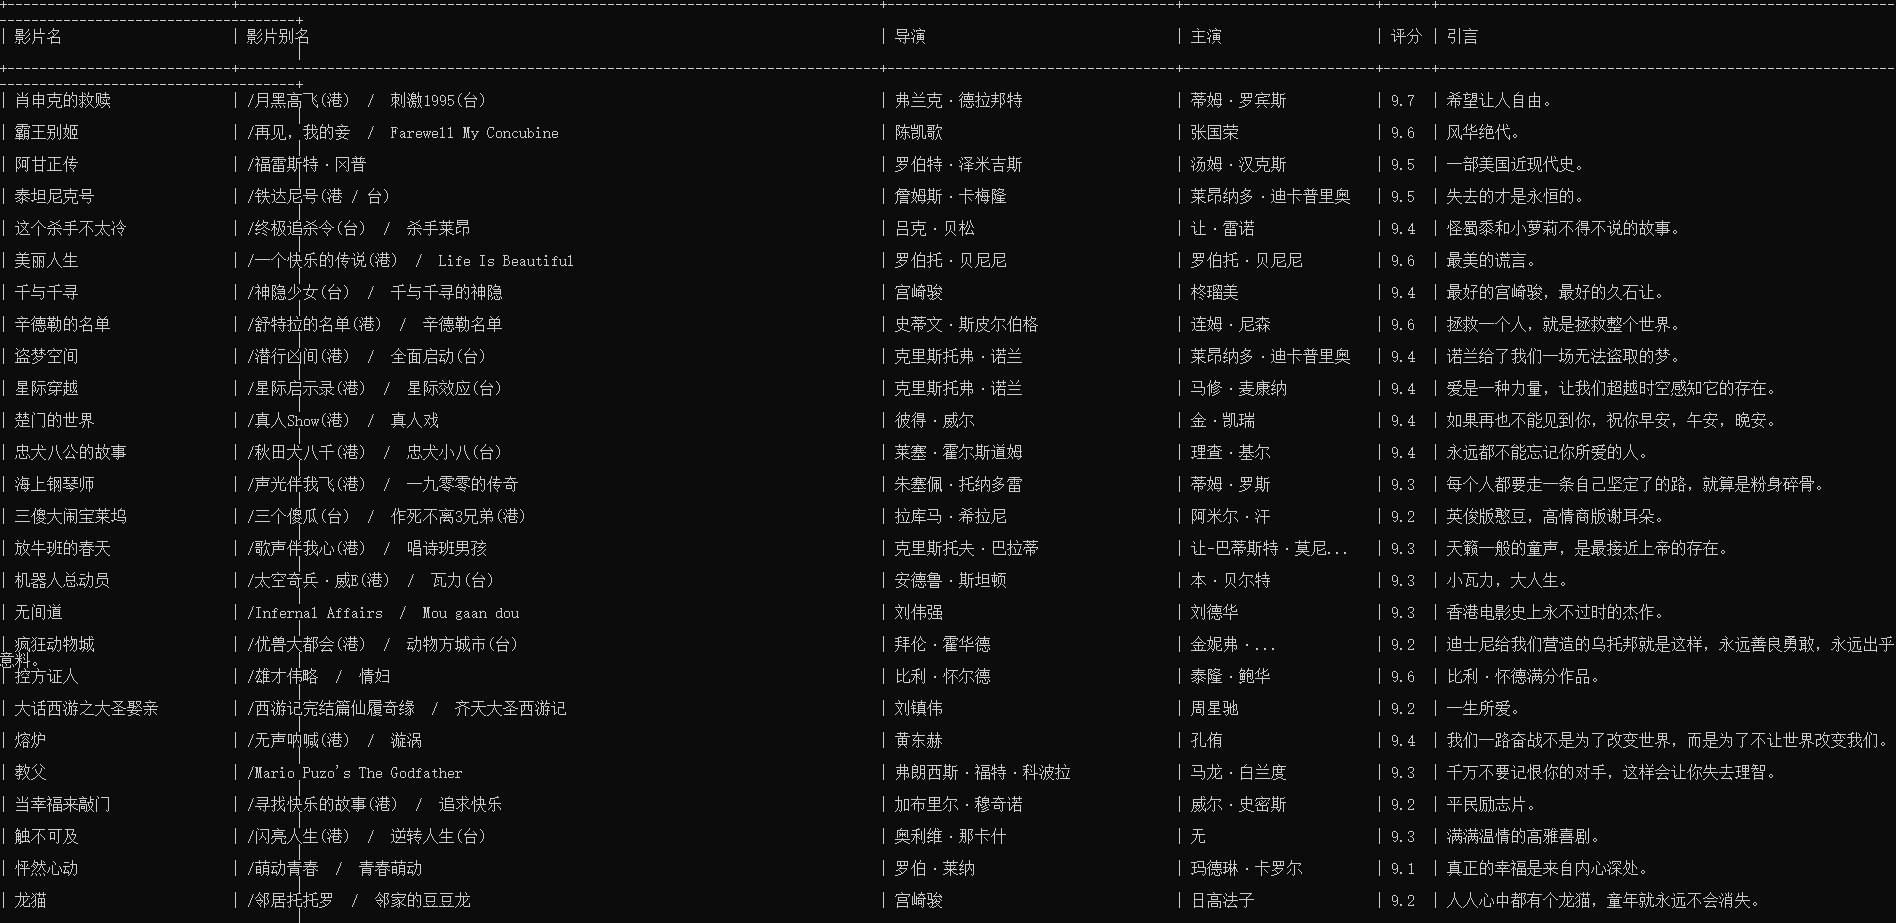 影片名 影片别名 导演 主演 评分 引言
肖申克的救赎 /月黑高飞(港) / 刺激1995(台) 弗兰克·德拉邦特 蒂姆·罗宾斯 9.7 希望让人自由。
霸王别姬 /再见，我的妾 / Farewell My Concubine 陈凯歌 张国荣 9.6 风华绝代。
阿甘正传 /福雷斯特·冈普 罗伯特·泽米吉斯 汤姆·汉克斯 9.5 一部美国近现代史。
泰坦尼克号 /铁达尼号(港 / 台) 詹姆斯·卡梅隆 莱昂纳多·迪卡普里奥 9.5 失去的才是永恒的。
这个杀手不太冷 /终极追杀令(台) / 杀手莱昂 吕克·贝松 让·雷诺 9.4 怪蜀黍和小萝莉不得不说的故事。
美丽人生 /一个快乐的传说(港) / Life Is Beautiful 罗伯托·贝尼尼 罗伯托·贝尼尼 9.6 最美的谎言。
千与千寻 /神隐少女(台) / 千与千寻的神隐 宫崎骏 柊瑠美 9.4 最好的宫崎骏，最好的久石让。
辛德勒的名单 /舒特拉的名单(港) / 辛德勒名单 史蒂文·斯皮尔伯格 连姆·尼森 9.6 拯救一个人，就是拯救整个世界。
盗梦空间 /潜行凶间(港) / 全面启动(台) 克里斯托弗·诺兰 莱昂纳多·迪卡普里奥 9.4 诺兰给了我们一场无法盗取的梦。
星际穿越 /星际启示录(港) / 星际效应(台) 克里斯托弗·诺兰 马修·麦康纳 9.4 爱是一种力量，让我们超越时空感知它的存在。
楚门的世界 /真人Show(港) / 真人戏 彼得·威尔 金·凯瑞 9.4 如果再也不能见到你，祝你早安，午安，晚安。
忠犬八公的故事 /秋田犬八千(港) / 忠犬小八(台) 莱塞·霍尔斯道姆 理查·基尔 9.4 永远都不能忘记你所爱的人。
海上钢琴师 /声光伴我飞(港) / 一九零零的传奇 朱塞佩·托纳多雷 蒂姆·罗斯 9.3 每个人都要走一条自己坚定了的路，就算是粉身碎骨。
三傻大闹宝莱坞 /三个傻瓜(台) / 作死不离3兄弟(港) 拉库马·希拉尼 阿米尔·汗 9.2 英俊版憨豆，高情商版谢耳朵。
放牛班的春天 /歌声伴我心(港) / 唱诗班男孩 克里斯托夫·巴拉蒂 让-巴蒂斯特·莫尼... 9.3 天籁一般的童声，是最接近上帝的存在。
机器人总动员 /太空奇兵·威E(港) / 瓦力(台) 安德鲁·斯坦顿 本·贝尔特 9.3 小瓦力，大人生。
无间道 /Infernal Affairs / Mou gaan dou 刘伟强 刘德华 9.3 香港电影史上永不过时的杰作。
疯狂动物城 /优兽大都会(港) / 动物方城市(台) 拜伦·霍华德 金妮弗·... 9.2 迪士尼给我们营造的乌托邦就是这样，永远善良勇敢，永远出乎
意料。
控方证人 /雄才伟略 / 情妇 比利·怀尔德 泰隆·鲍华 9.6 比利·怀德满分作品。
大话西游之大圣娶亲 /西游记完结篇仙履奇缘 / 齐天大圣西游记 刘镇伟 周星驰 9.2 一生所爱。
熔炉 /无声呐喊(港) / 漩涡 黄东赫 孔侑 9.4 我们一路奋战不是为了改变世界，而是为了不让世界改变我们。
教父 /Mario Puzo's The Godfather 弗朗西斯·福特·科波拉 马龙·白兰度 9.3 千万不要记恨你的对手，这样会让你失去理智。
当幸福来敲门 /寻找快乐的故事(港) / 追求快乐 加布里尔·穆奇诺 威尔·史密斯 9.2 平民励志片。
触不可及 /闪亮人生(港) / 逆转人生(台) 奥利维·那卡什 无 9.3 满满温情的高雅喜剧。
怦然心动 /萌动青春 / 青春萌动 罗伯·莱纳 玛德琳·卡罗尔 9.1 真正的幸福是来自内心深处。
龙猫 /邻居托托罗 / 邻家的豆豆龙 宫崎骏 日高法子 9.2 人人心中都有个龙猫，童年就永远不会消失。